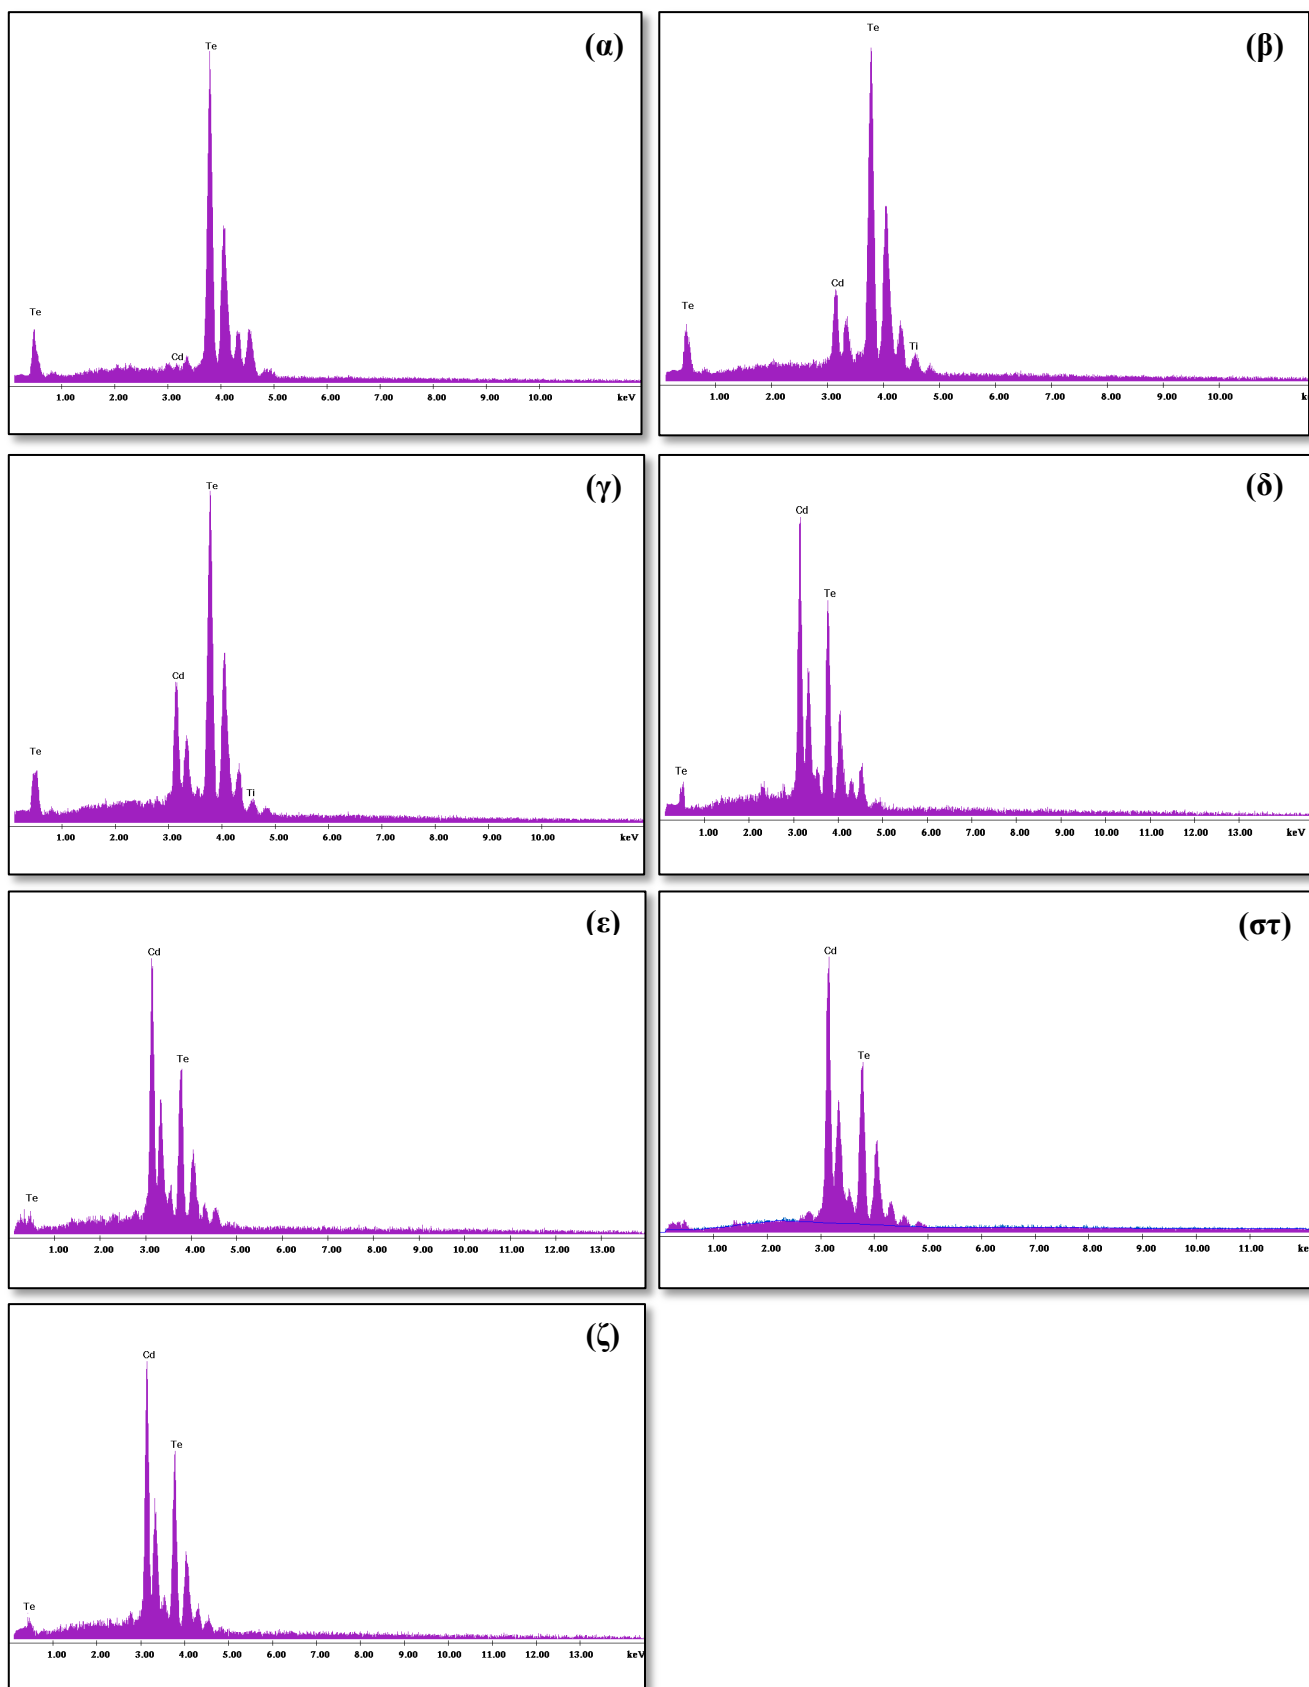 (α)
Te
Te
Cd
1.00 2.00 3.00 4.00 5.00 6.00 7.00 8.00 9.00 10.00 keV
(β)
Te
Cd
Te
Ti
1.00 2.00 3.00 4.00 5.00 6.00 7.00 8.00 9.00 10.00 k
(γ)
Te
Cd
Te
Ti
1.00 2.00 3.00 4.00 5.00 6.00 7.00 8.00 9.00 10.00 keV
(δ)
Cd
Te
Te
1.00 2.00 3.00 4.00 5.00 6.00 7.00 8.00 9.00 10.00 11.00 12.00 13.00 keV
(ε)
Cd
Te
Te
1.00 2.00 3.00 4.00 5.00 6.00 7.00 8.00 9.00 10.00 11.00 12.00 13.00
(στ)
Cd
Te
1.00 2.00 3.00 4.00 5.00 6.00 7.00 8.00 9.00 10.00 11.00 ke
(ζ)
Cd
Te
Te
1.00 2.00 3.00 4.00 5.00 6.00 7.00 8.00 9.00 10.00 11.00 12.00 13.00 keV